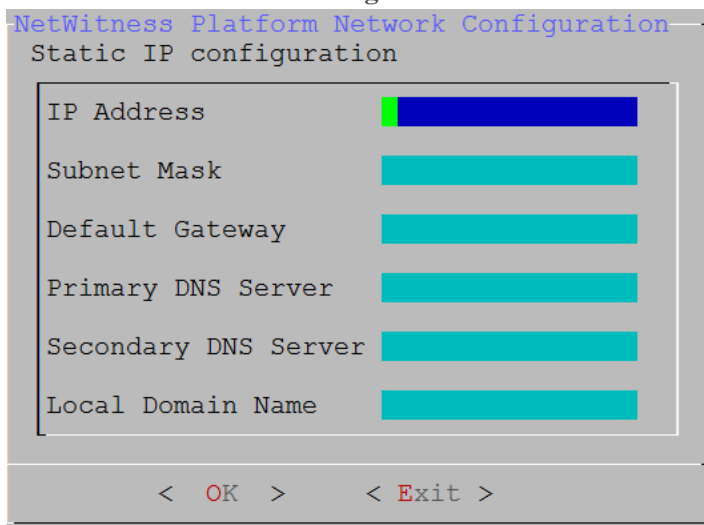 NetWitness Platform Network Configuration
Static IP configuration
IP Address
Subnet Mask
Default Gateway
Primary DNS Server
Secondary DNS Server
Local Domain Name
< OK > < Exit >